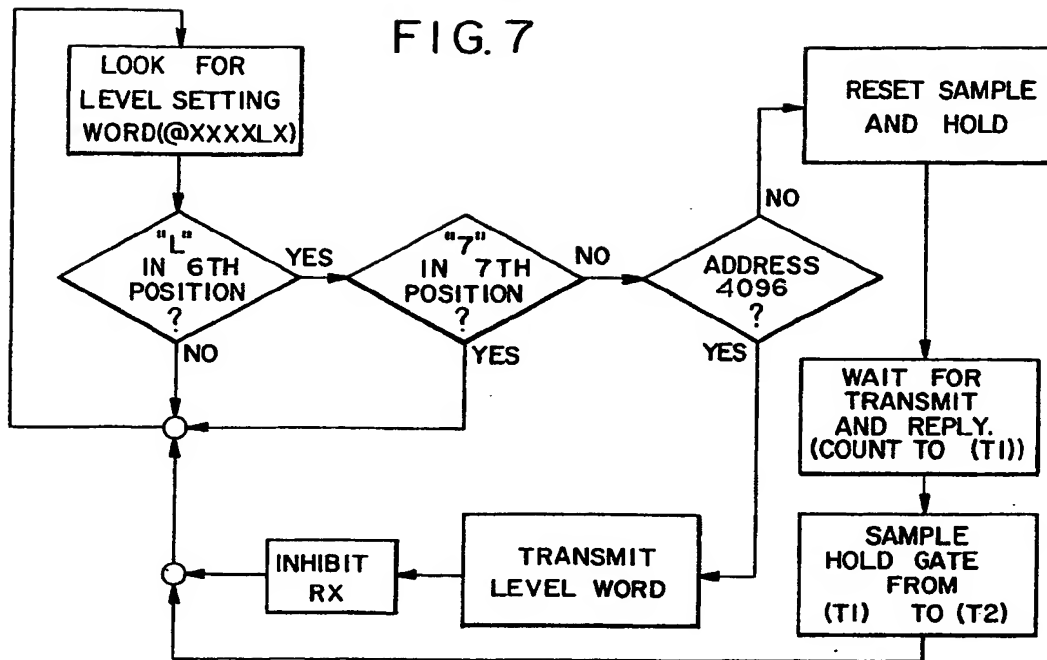 FIG. 7
LOOK FOR
LEVEL SETTING
WORD(@XXXXLX)
"L"
IN 6TH
POSITION
?
YES
NO
"7"
IN 7TH
POSITION
?
NO
YES
ADDRESS
4096
?
NO
YES
RESET SAMPLE
AND HOLD
WAIT FOR
TRANSMIT
AND REPLY.
(COUNT TO (T1))
SAMPLE
HOLD GATE
FROM
(T1) TO (T2)
TRANSMIT
LEVEL WORD
INHIBIT
RX